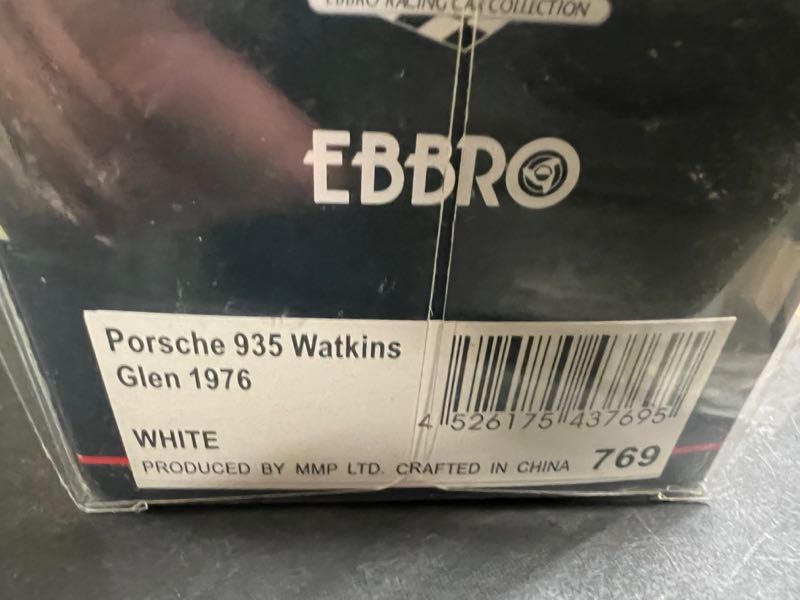 EBBRO RACING CAR COLLECTION
EBBRO
Porsche 935 Watkins
Glen 1976
WHITE
PRODUCED BY MMP LTD. CRAFTED IN CHINA 769
4 526175 437695